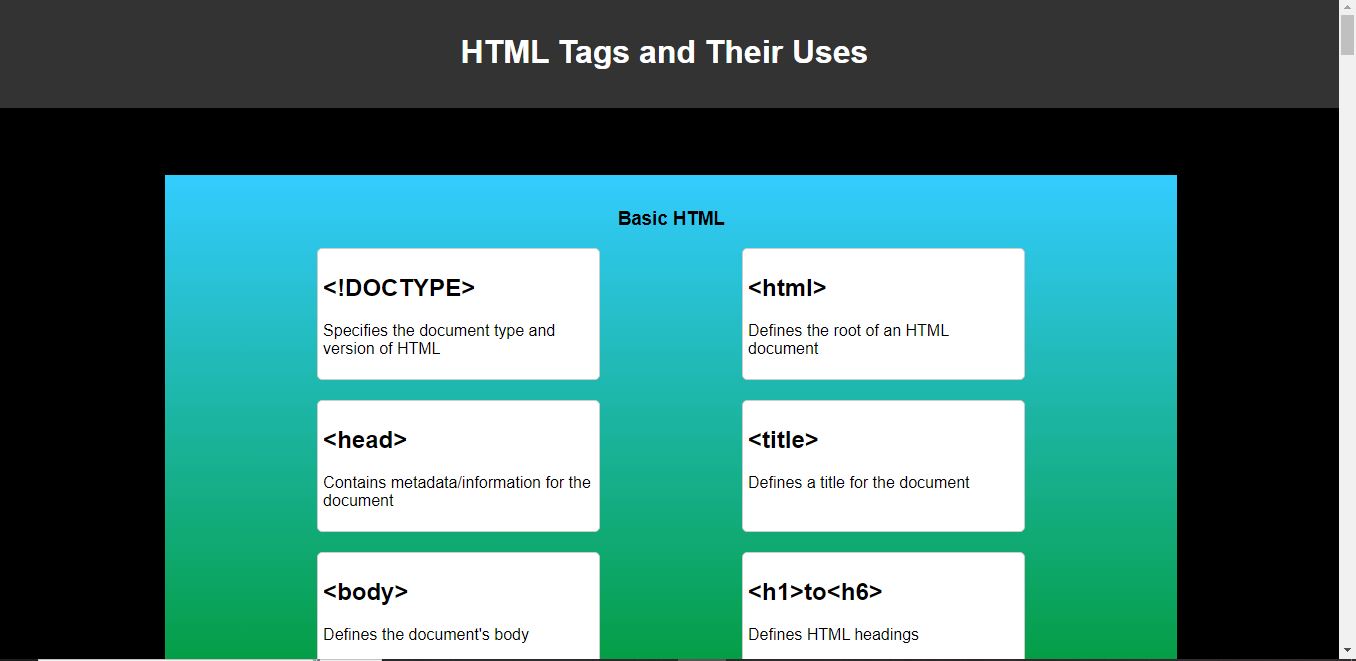 HTML Tags and Their Uses
Basic HTML
<!DOCTYPE>
Specifies the document type and
version of HTML
<html>
Defines the root of an HTML
document
<head>
Contains metadata/information for the
document
<title>
Defines a title for the document
<body>
Defines the document's body
<h1>to<h6>
Defines HTML headings